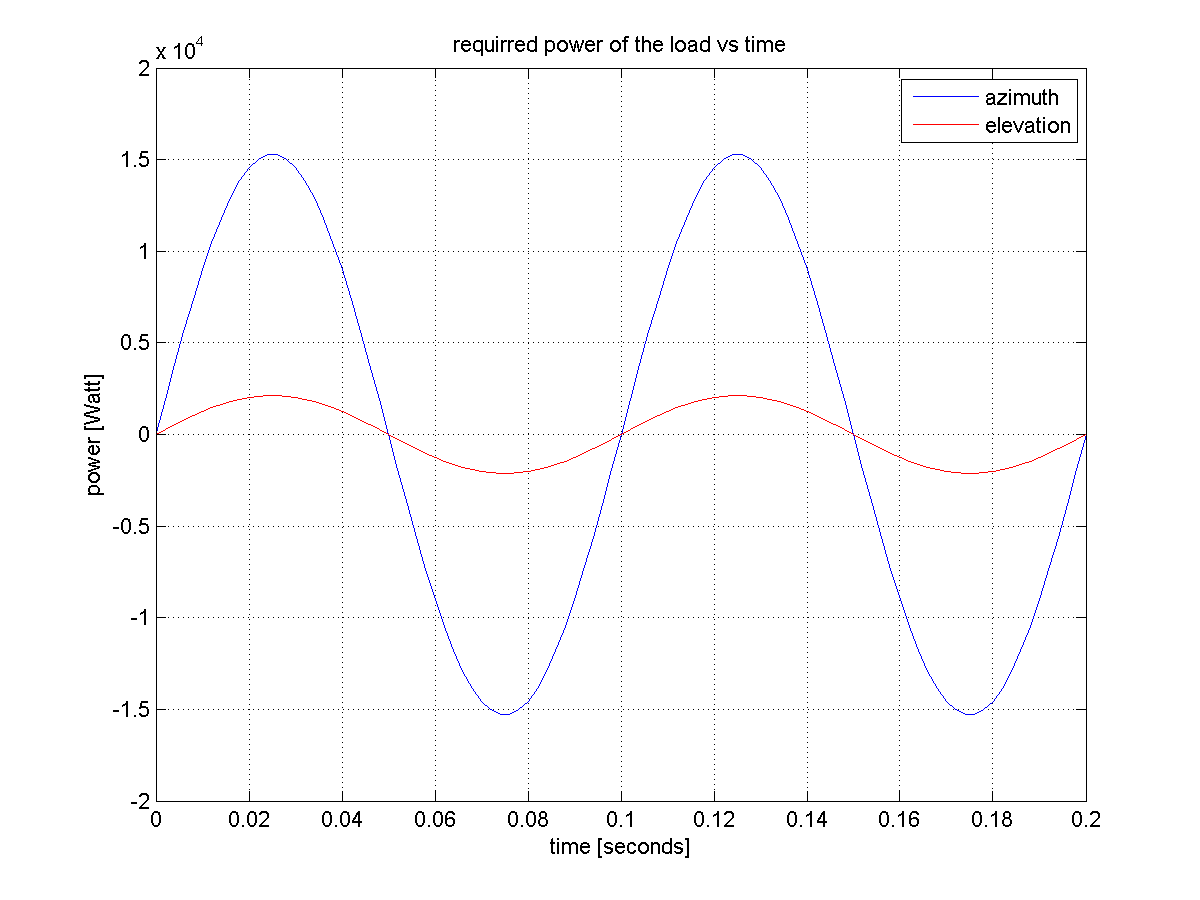 requirred power of the load vs time
x 10⁴
azimuth
elevation
2
1.5
1
0.5
0
-0.5
-1
-1.5
-2
power [Watt]
0 0.02 0.04 0.06 0.08 0.1 0.12 0.14 0.16 0.18 0.2
time [seconds]